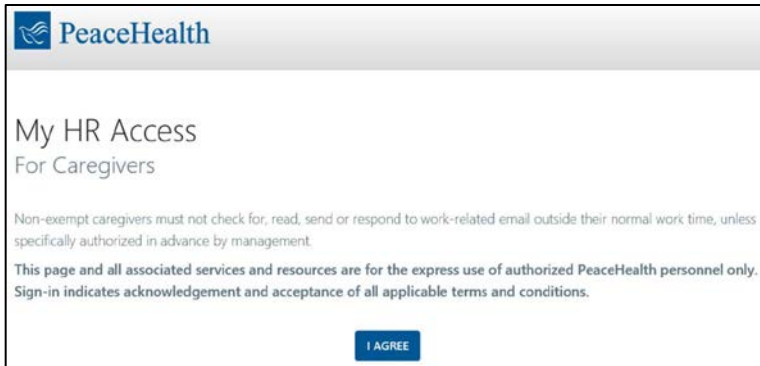 PeaceHealth
My HR Access
For Caregivers
Non-exempt caregivers must not check for, read, send or respond to work-related email outside their normal work time, unless
specifically authorized in advance by management.
This page and all associated services and resources are for the express use of authorized PeaceHealth personnel only.
Sign-in indicates acknowledgement and acceptance of all applicable terms and conditions.
I AGREE